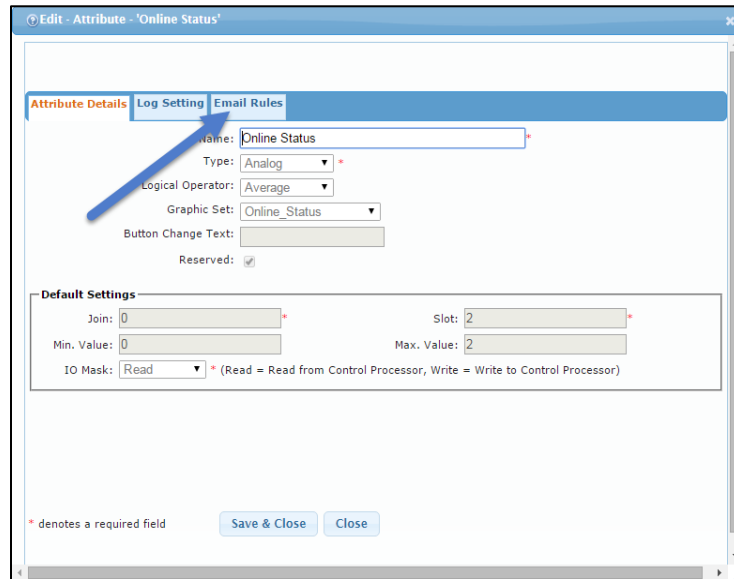 Edit - Attribute - 'Online Status'
Attribute Details Log Setting Email Rules
Name: Online Status *
Type: Analog *
Logical Operator: Average
Graphic Set: Online_Status
Button Change Text:
Reserved:
Default Settings
Join: 0 * Slot: 2 *
Min. Value: 0 Max. Value: 2
IO Mask: Read * (Read = Read from Control Processor, Write = Write to Control Processor)
* denotes a required field Save & Close Close